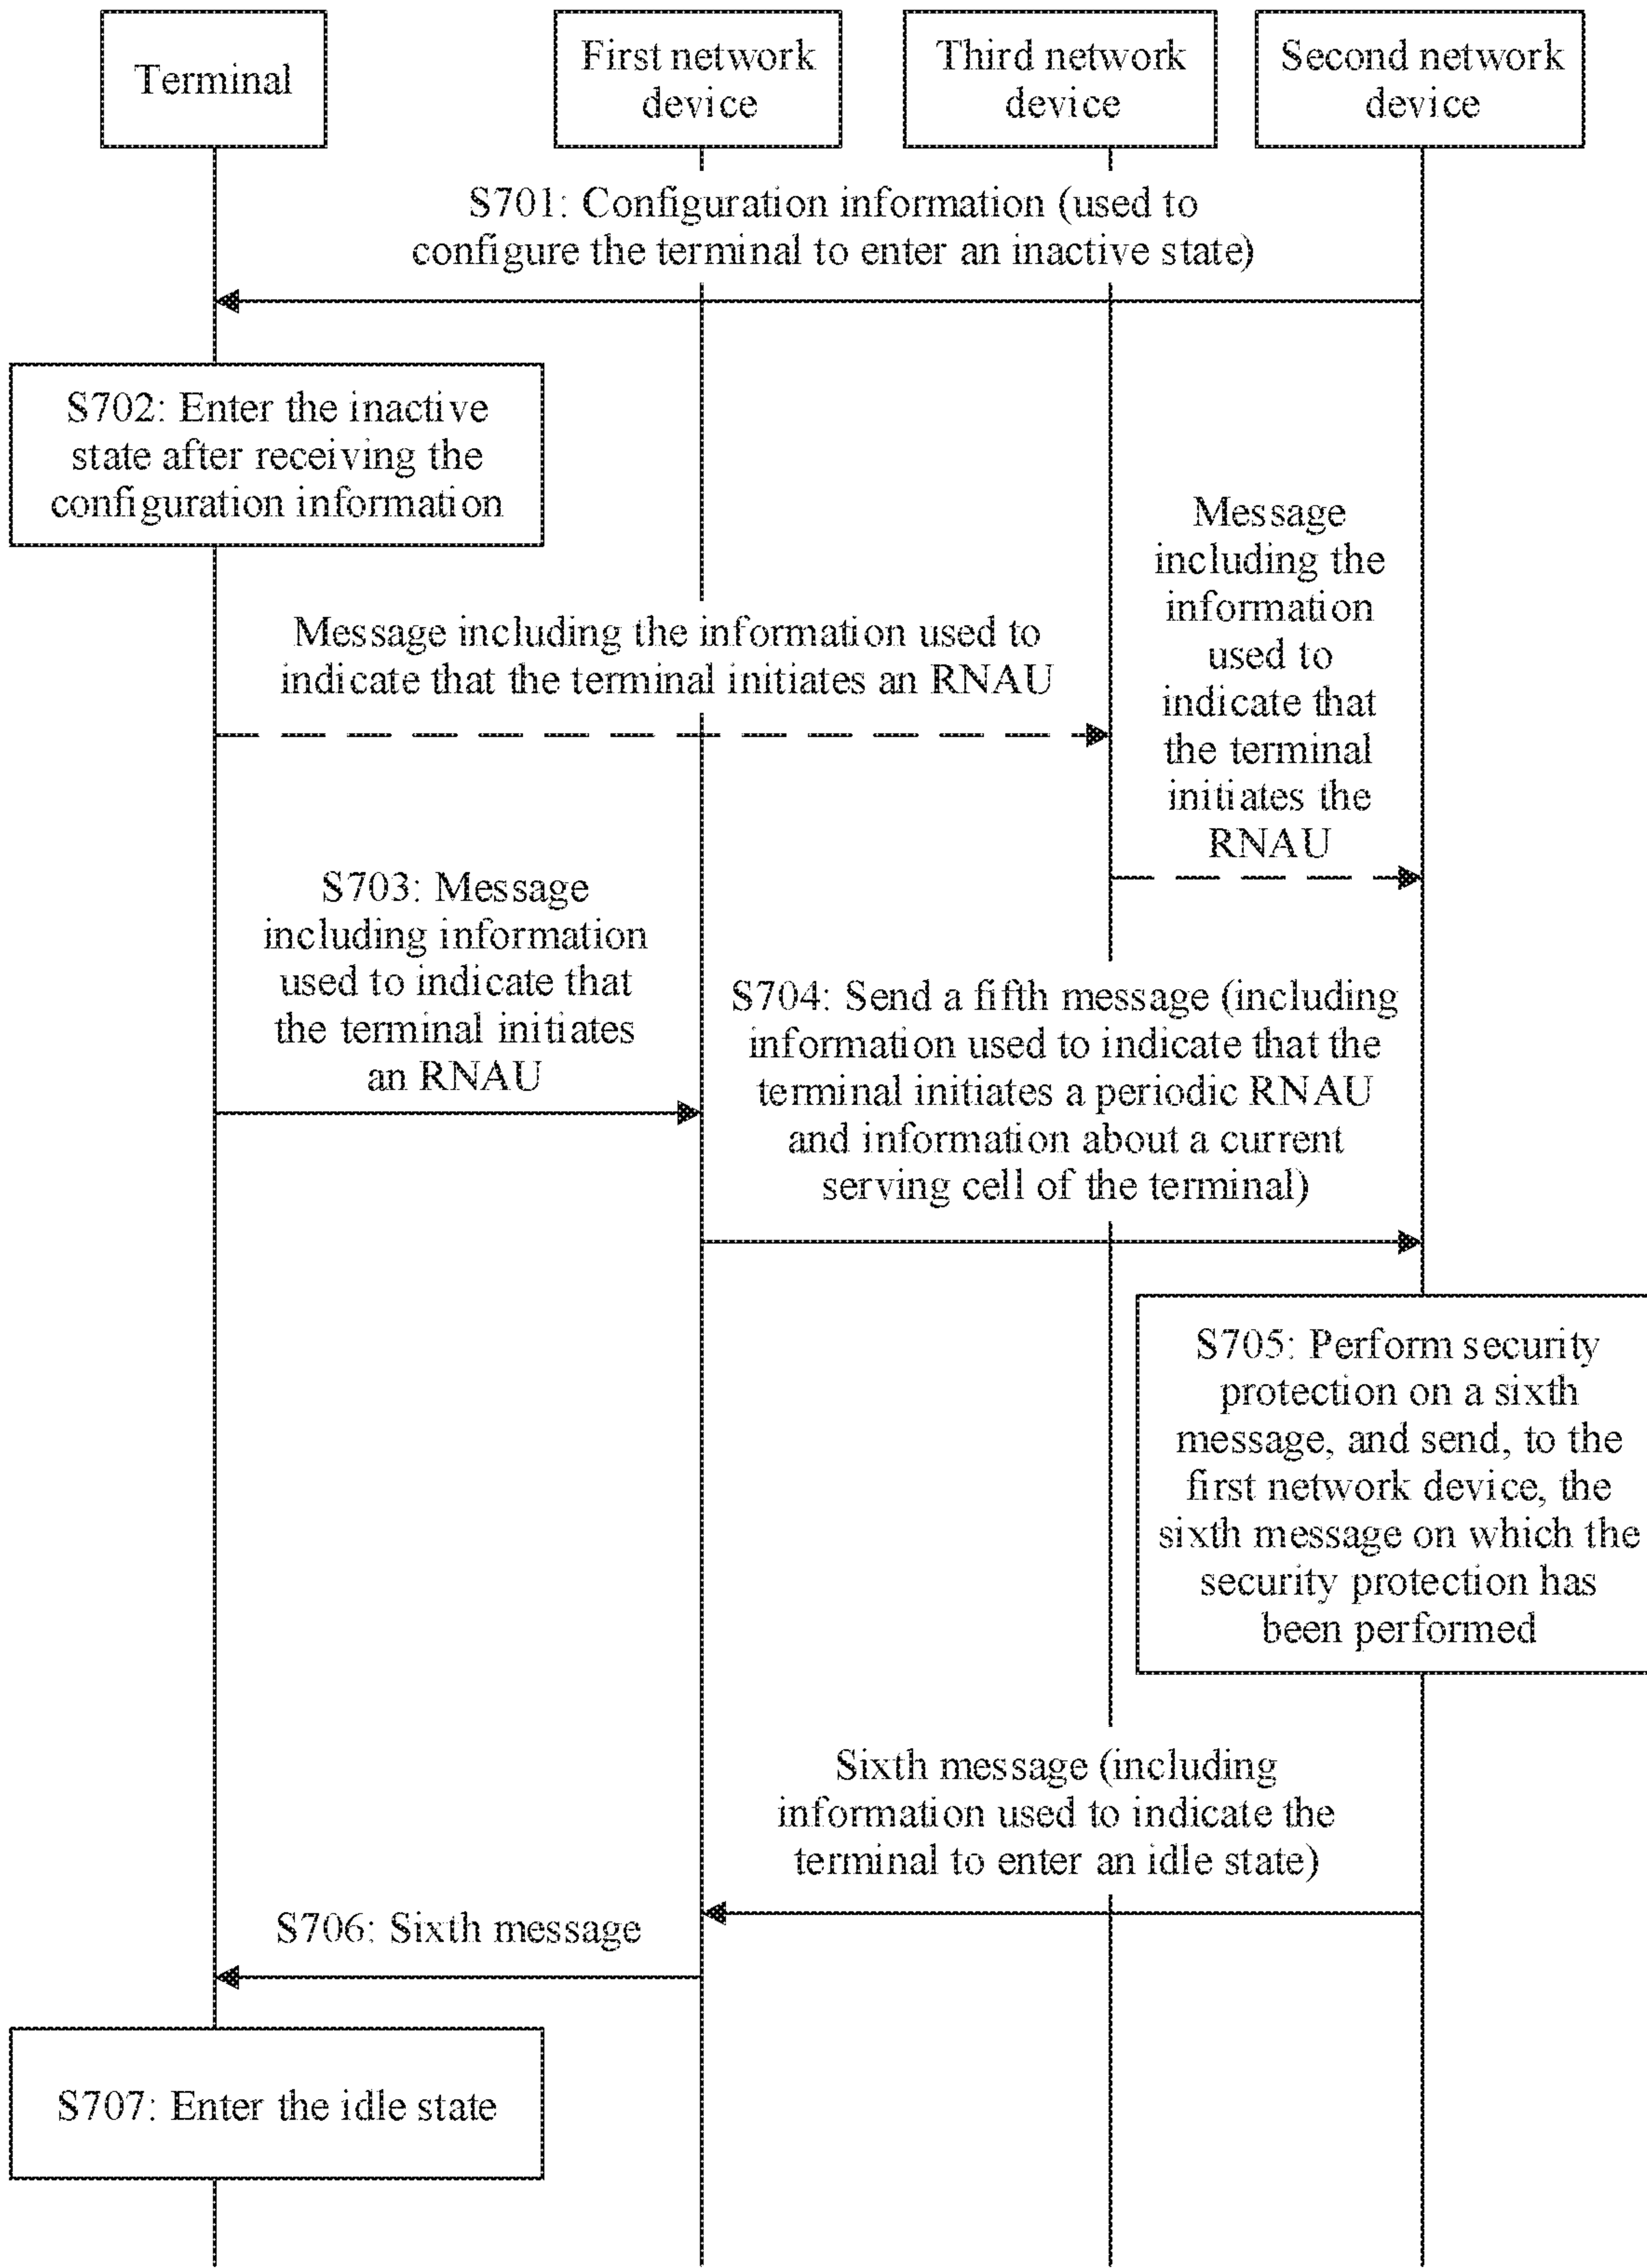 Terminal
First network
device
Third network
device
Second network
device
S701: Configuration information (used to
configure the terminal to enter an inactive state)
S702: Enter the inactive
state after receiving the
configuration information
Message
including the
information
used to
indicate that
the terminal
initiates the
RNAU
Message including the information used to
indicate that the terminal initiates an RNAU
S703: Message
including information
used to indicate that
the terminal initiates
an RNAU
S704: Send a fifth message (including
information used to indicate that the
terminal initiates a periodic RNAU
and information about a current
serving cell of the terminal)
S705: Perform security
protection on a sixth
message, and send, to the
first network device, the
sixth message on which the
security protection has
been performed
Sixth message (including
information used to indicate the
terminal to enter an idle state)
S706: Sixth message
S707: Enter the idle state